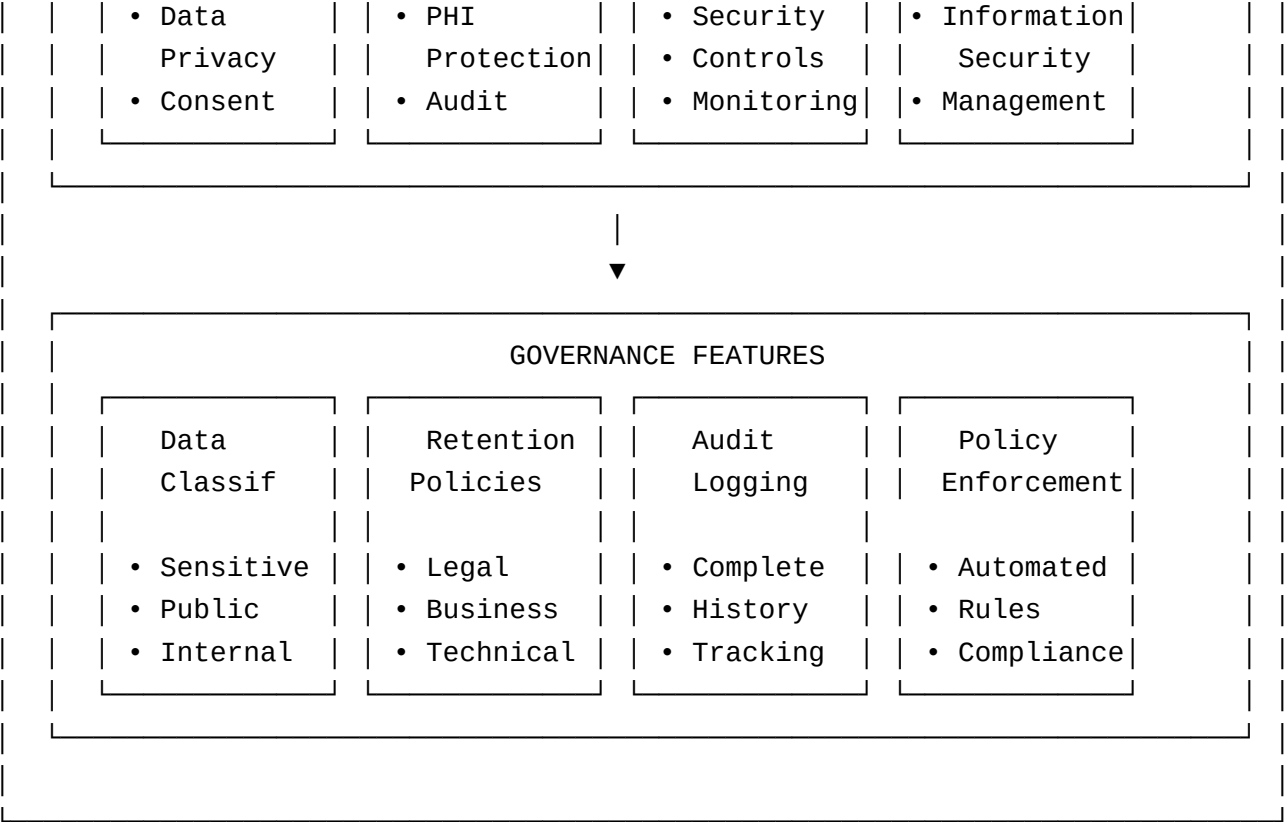 • Data • PHI • Security • Information
Privacy Protection • Controls Security
• Consent • Audit • Monitoring • Management
▼
GOVERNANCE FEATURES
Data Retention Audit Policy
Classif Policies Logging Enforcement
• Sensitive • Legal • Complete • Automated
• Public • Business • History • Rules
• Internal • Technical • Tracking • Compliance